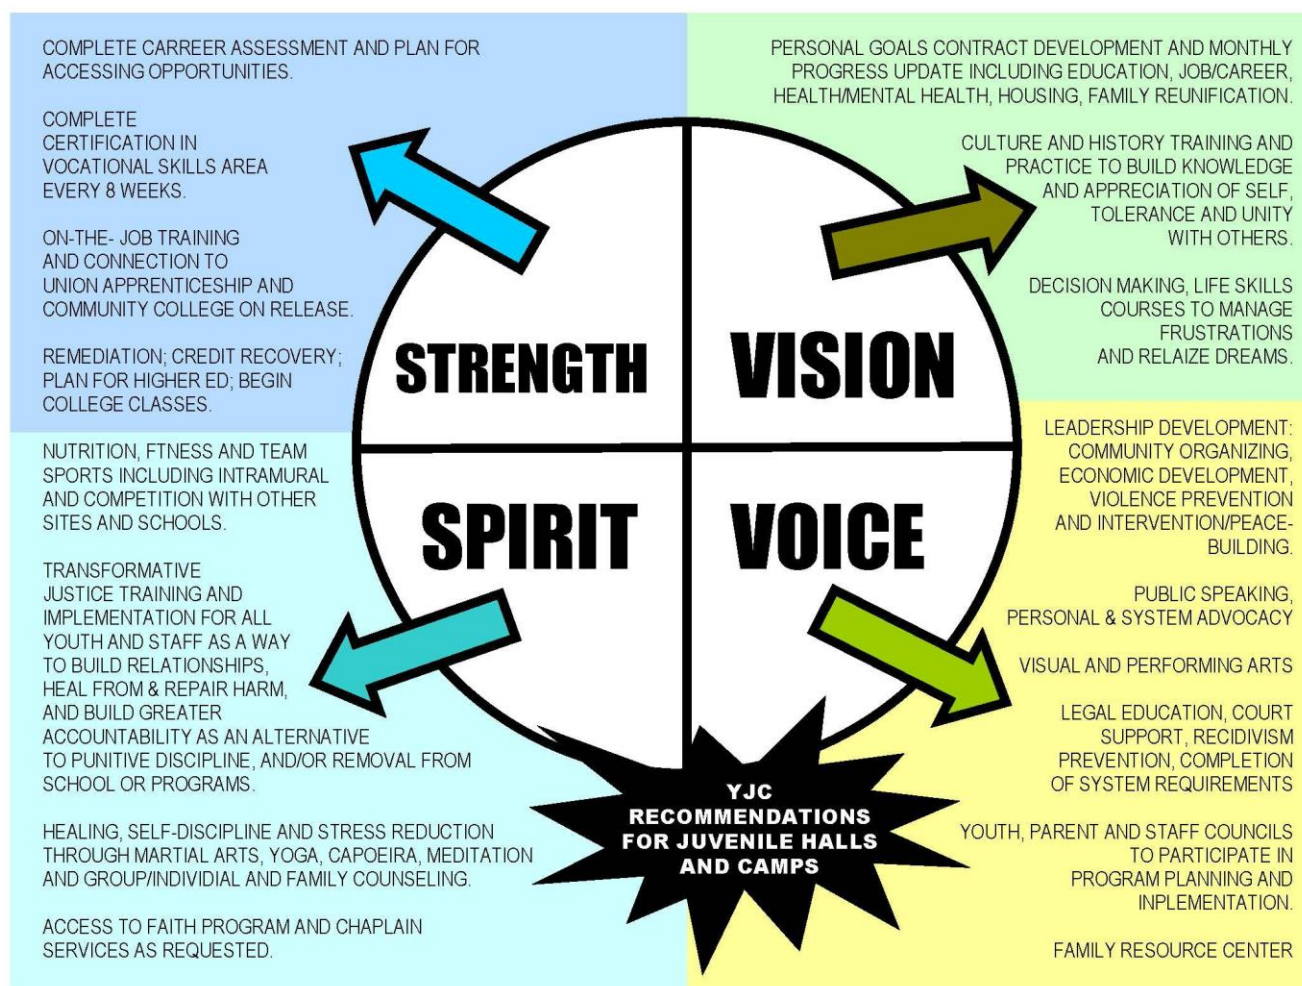 COMPLETE CARREER ASSESSMENT AND PLAN FOR
ACCESSING OPPORTUNITIES.
COMPLETE
CERTIFICATION IN
VOCATIONAL SKILLS AREA
EVERY 8 WEEKS.
ON-THE- JOB TRAINING
AND CONNECTION TO
UNION APPRENTICESHIP AND
COMMUNITY COLLEGE ON RELEASE.
REMEDIATION; CREDIT RECOVERY;
PLAN FOR HIGHER ED; BEGIN
COLLEGE CLASSES.
STRENGTH
PERSONAL GOALS CONTRACT DEVELOPMENT AND MONTHLY
PROGRESS UPDATE INCLUDING EDUCATION, JOB/CAREER,
HEALTH/MENTAL HEALTH, HOUSING, FAMILY REUNIFICATION.
CULTURE AND HISTORY TRAINING AND
PRACTICE TO BUILD KNOWLEDGE
AND APPRECIATION OF SELF,
TOLERANCE AND UNITY
WITH OTHERS.
DECISION MAKING, LIFE SKILLS
COURSES TO MANAGE
FRUSTRATIONS
AND RELAIZE DREAMS.
VISION
NUTRITION, FTNESS AND TEAM
SPORTS INCLUDING INTRAMURAL
AND COMPETITION WITH OTHER
SITES AND SCHOOLS.
TRANSFORMATIVE
JUSTICE TRAINING AND
IMPLEMENTATION FOR ALL
YOUTH AND STAFF AS A WAY
TO BUILD RELATIONSHIPS,
HEAL FROM & REPAIR HARM,
AND BUILD GREATER
ACCOUNTABILITY AS AN ALTERNATIVE
TO PUNITIVE DISCIPLINE, AND/OR REMOVAL FROM
SCHOOL OR PROGRAMS.
HEALING, SELF-DISCIPLINE AND STRESS REDUCTION
THROUGH MARTIAL ARTS, YOGA, CAPOEIRA, MEDITATION
AND GROUP/INDIVIDIAL AND FAMILY COUNSELING.
ACCESS TO FAITH PROGRAM AND CHAPLAIN
SERVICES AS REQUESTED.
SPIRIT
VOICE
LEADERSHIP DEVELOPMENT:
COMMUNITY ORGANIZING,
ECONOMIC DEVELOPMENT,
VIOLENCE PREVENTION
AND INTERVENTION/PEACE-
BUILDING.
PUBLIC SPEAKING,
PERSONAL & SYSTEM ADVOCACY
VISUAL AND PERFORMING ARTS
LEGAL EDUCATION, COURT
SUPPORT, RECIDIVISM
PREVENTION, COMPLETION
OF SYSTEM REQUIREMENTS
YOUTH, PARENT AND STAFF COUNCILS
TO PARTICIPATE IN
PROGRAM PLANNING AND
INPLEMENTATION.
FAMILY RESOURCE CENTER
YJC
RECOMMENDATIONS
FOR JUVENILE HALLS
AND CAMPS